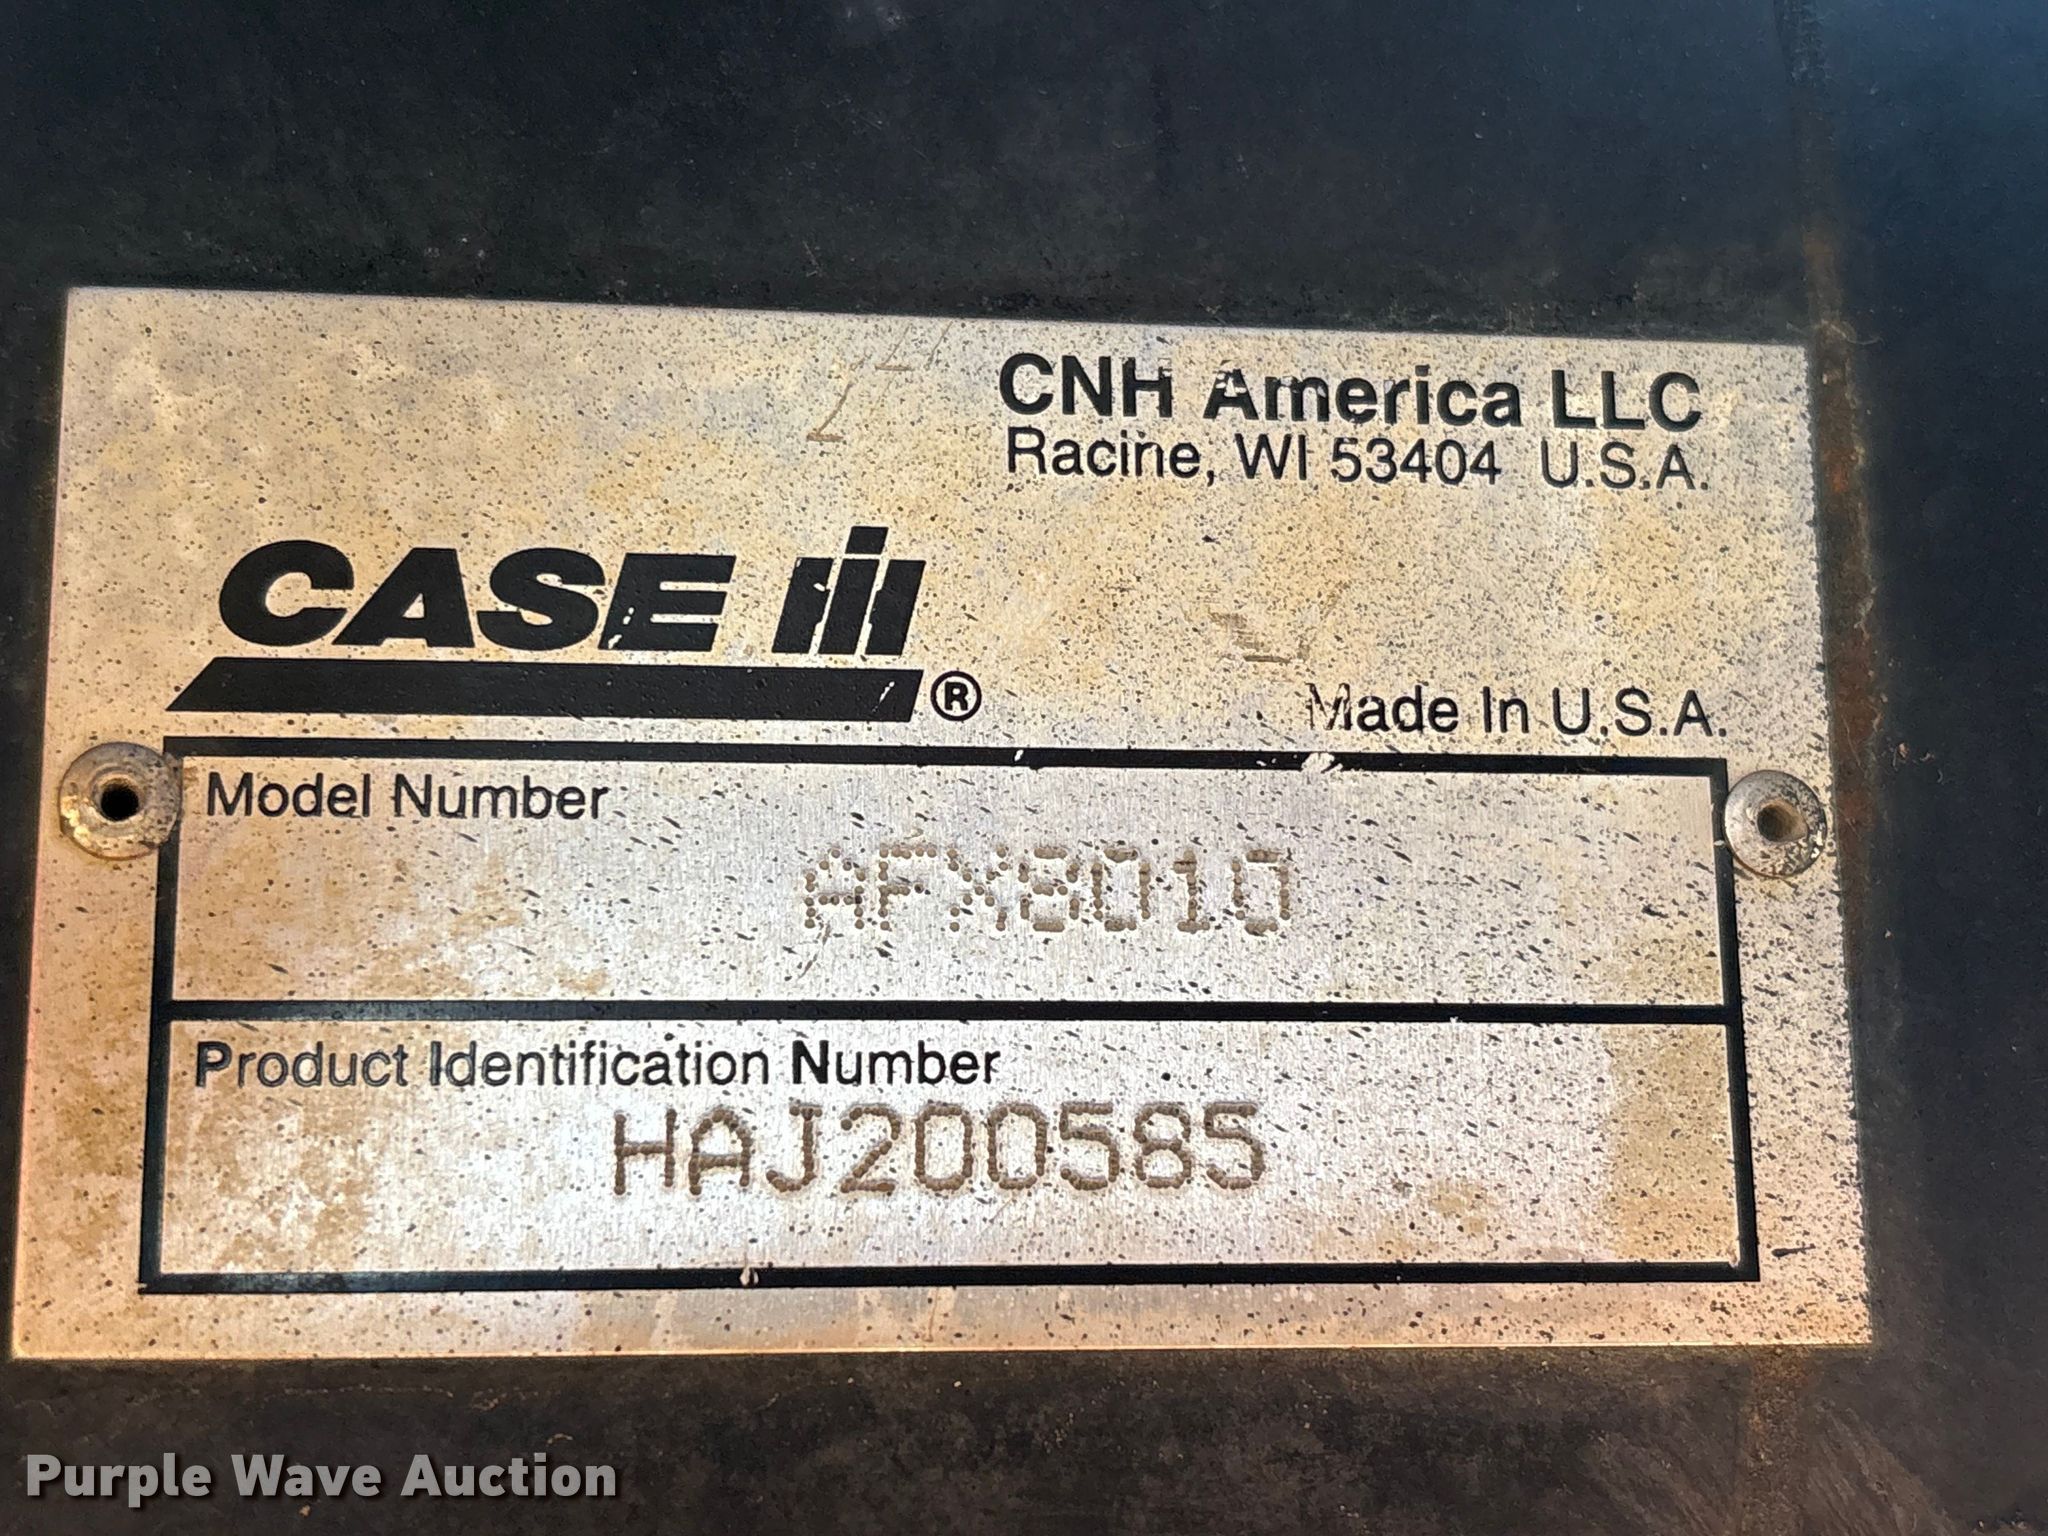 CNH America LLC
Racine, WI 53404 U.S.A.
CASE IH ®
Made In U.S.A.
Model Number
AFX8010
Product Identification Number
HAJ200585
Purple Wave Auction